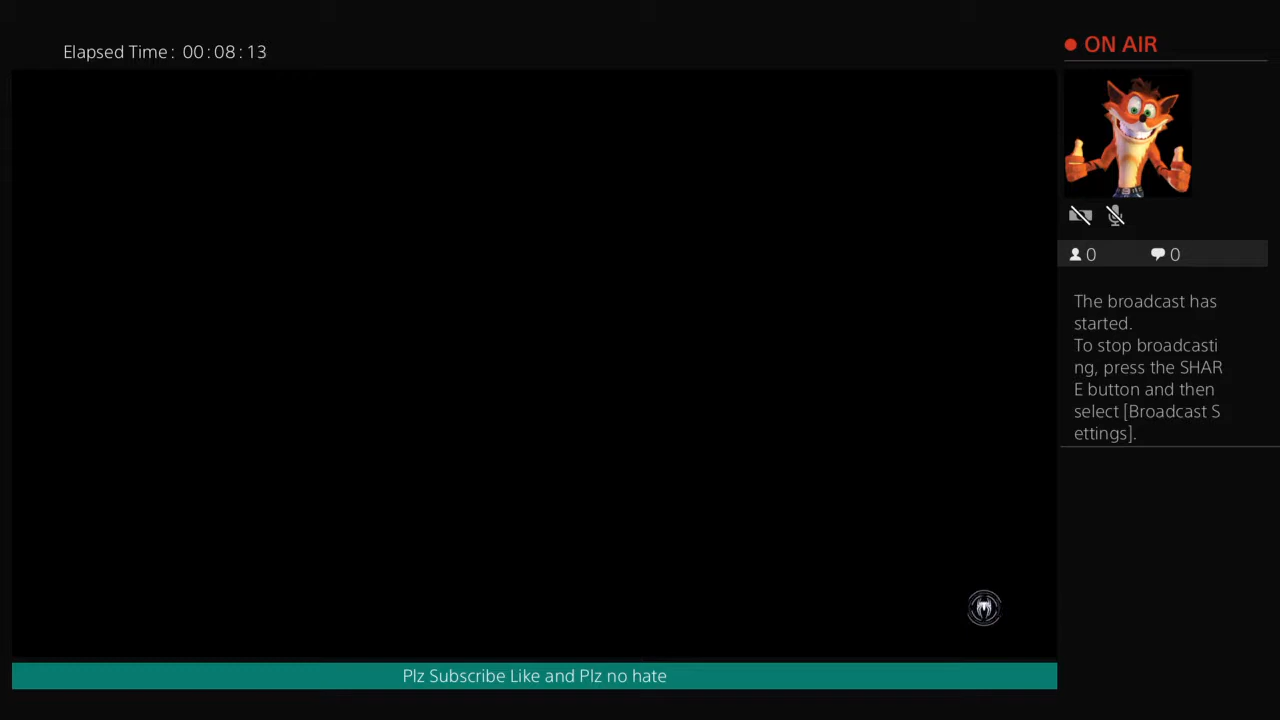 Elapsed Time: 00:08:13
ON AIR
0 0
The broadcast has
started.
To stop broadcasti
ng, press the SHAR
E button and then
select [Broadcast S
ettings].
Plz Subscribe Like and Plz no hate